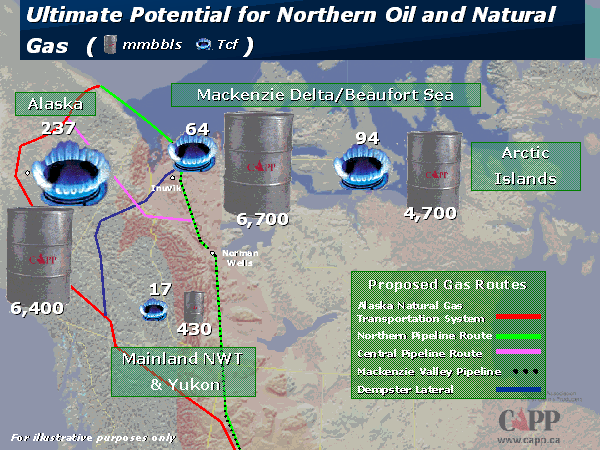 Ultimate Potential for Northern Oil and Natural
Gas ( mmbbls Tcf )
Alaska
237
Mackenzie Delta/Beaufort Sea
64
94
Arctic
Islands
Inuvik
CAPP
6,700
4,700
CAPP
6,400
Norman
Wells
17
430
Mainland NWT
& Yukon
Proposed Gas Routes
Alaska Natural Gas
Transportation System
Northern Pipeline Route
Central Pipeline Route
Mackenzie Valley Pipeline
Dempster Lateral
CAPP
www.capp.ca
For illustrative purposes only